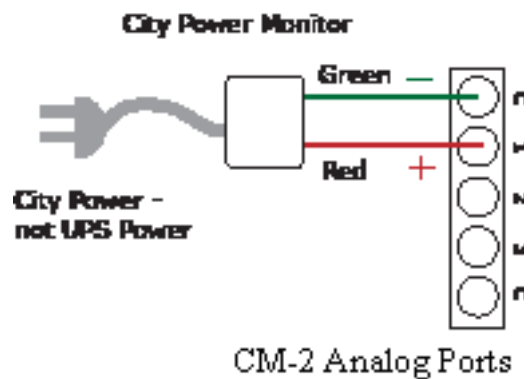 City Power Monitor
Green −
Red +
City Power -
not UPS Power
CM-2 Analog Ports